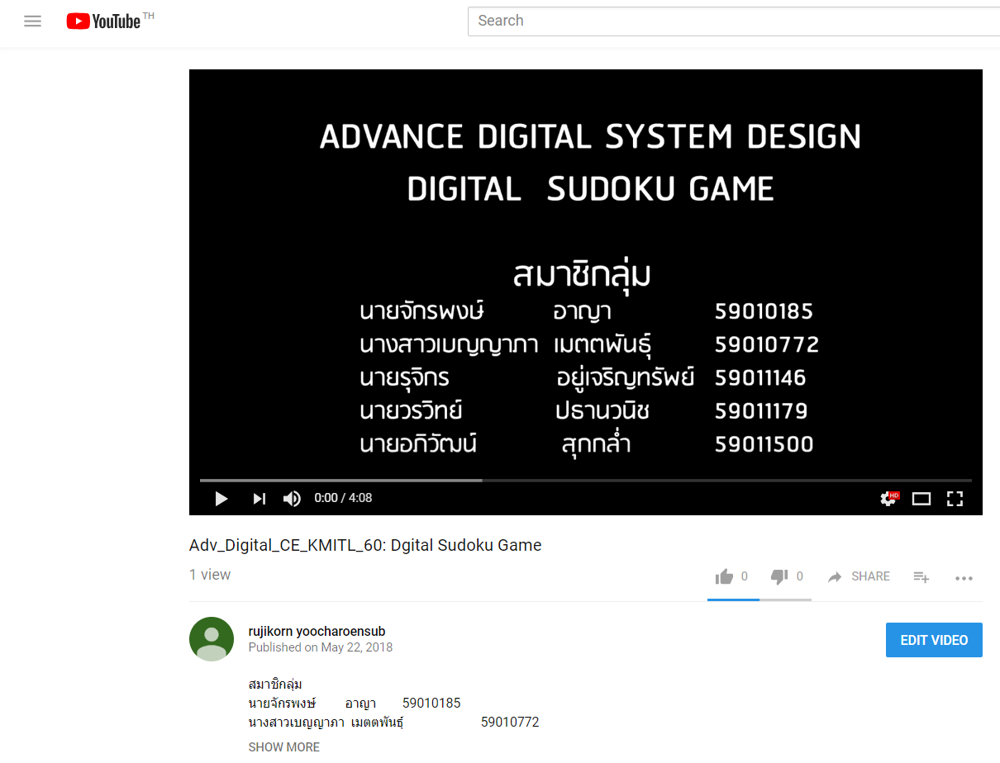 YouTube TH
Search
ADVANCE DIGITAL SYSTEM DESIGN
DIGITAL SUDOKU GAME
สมาชิกลุ่ม
นายจักรพงษ์ อาญา 59010185
นางสาวเบญญาภา เมตตพันธุ์ 59010772
นายรุจิกร อยู่เจริญทรัพย์ 59011146
นายวรวิทย์ ปธานวนิช 59011179
นายอภิวัฒน์ สุกกล่ำ 59011500
0:00 / 4:08 HD
Adv_Digital_CE_KMITL_60: Dgital Sudoku Game
1 view
0 0 SHARE
rujikorn yoocharoensub
Published on May 22, 2018
EDIT VIDEO
สมาชิกลุ่ม
นายจักรพงษ์ อาญา 59010185
นางสาวเบญญาภา เมตตพันธุ์ 59010772
SHOW MORE